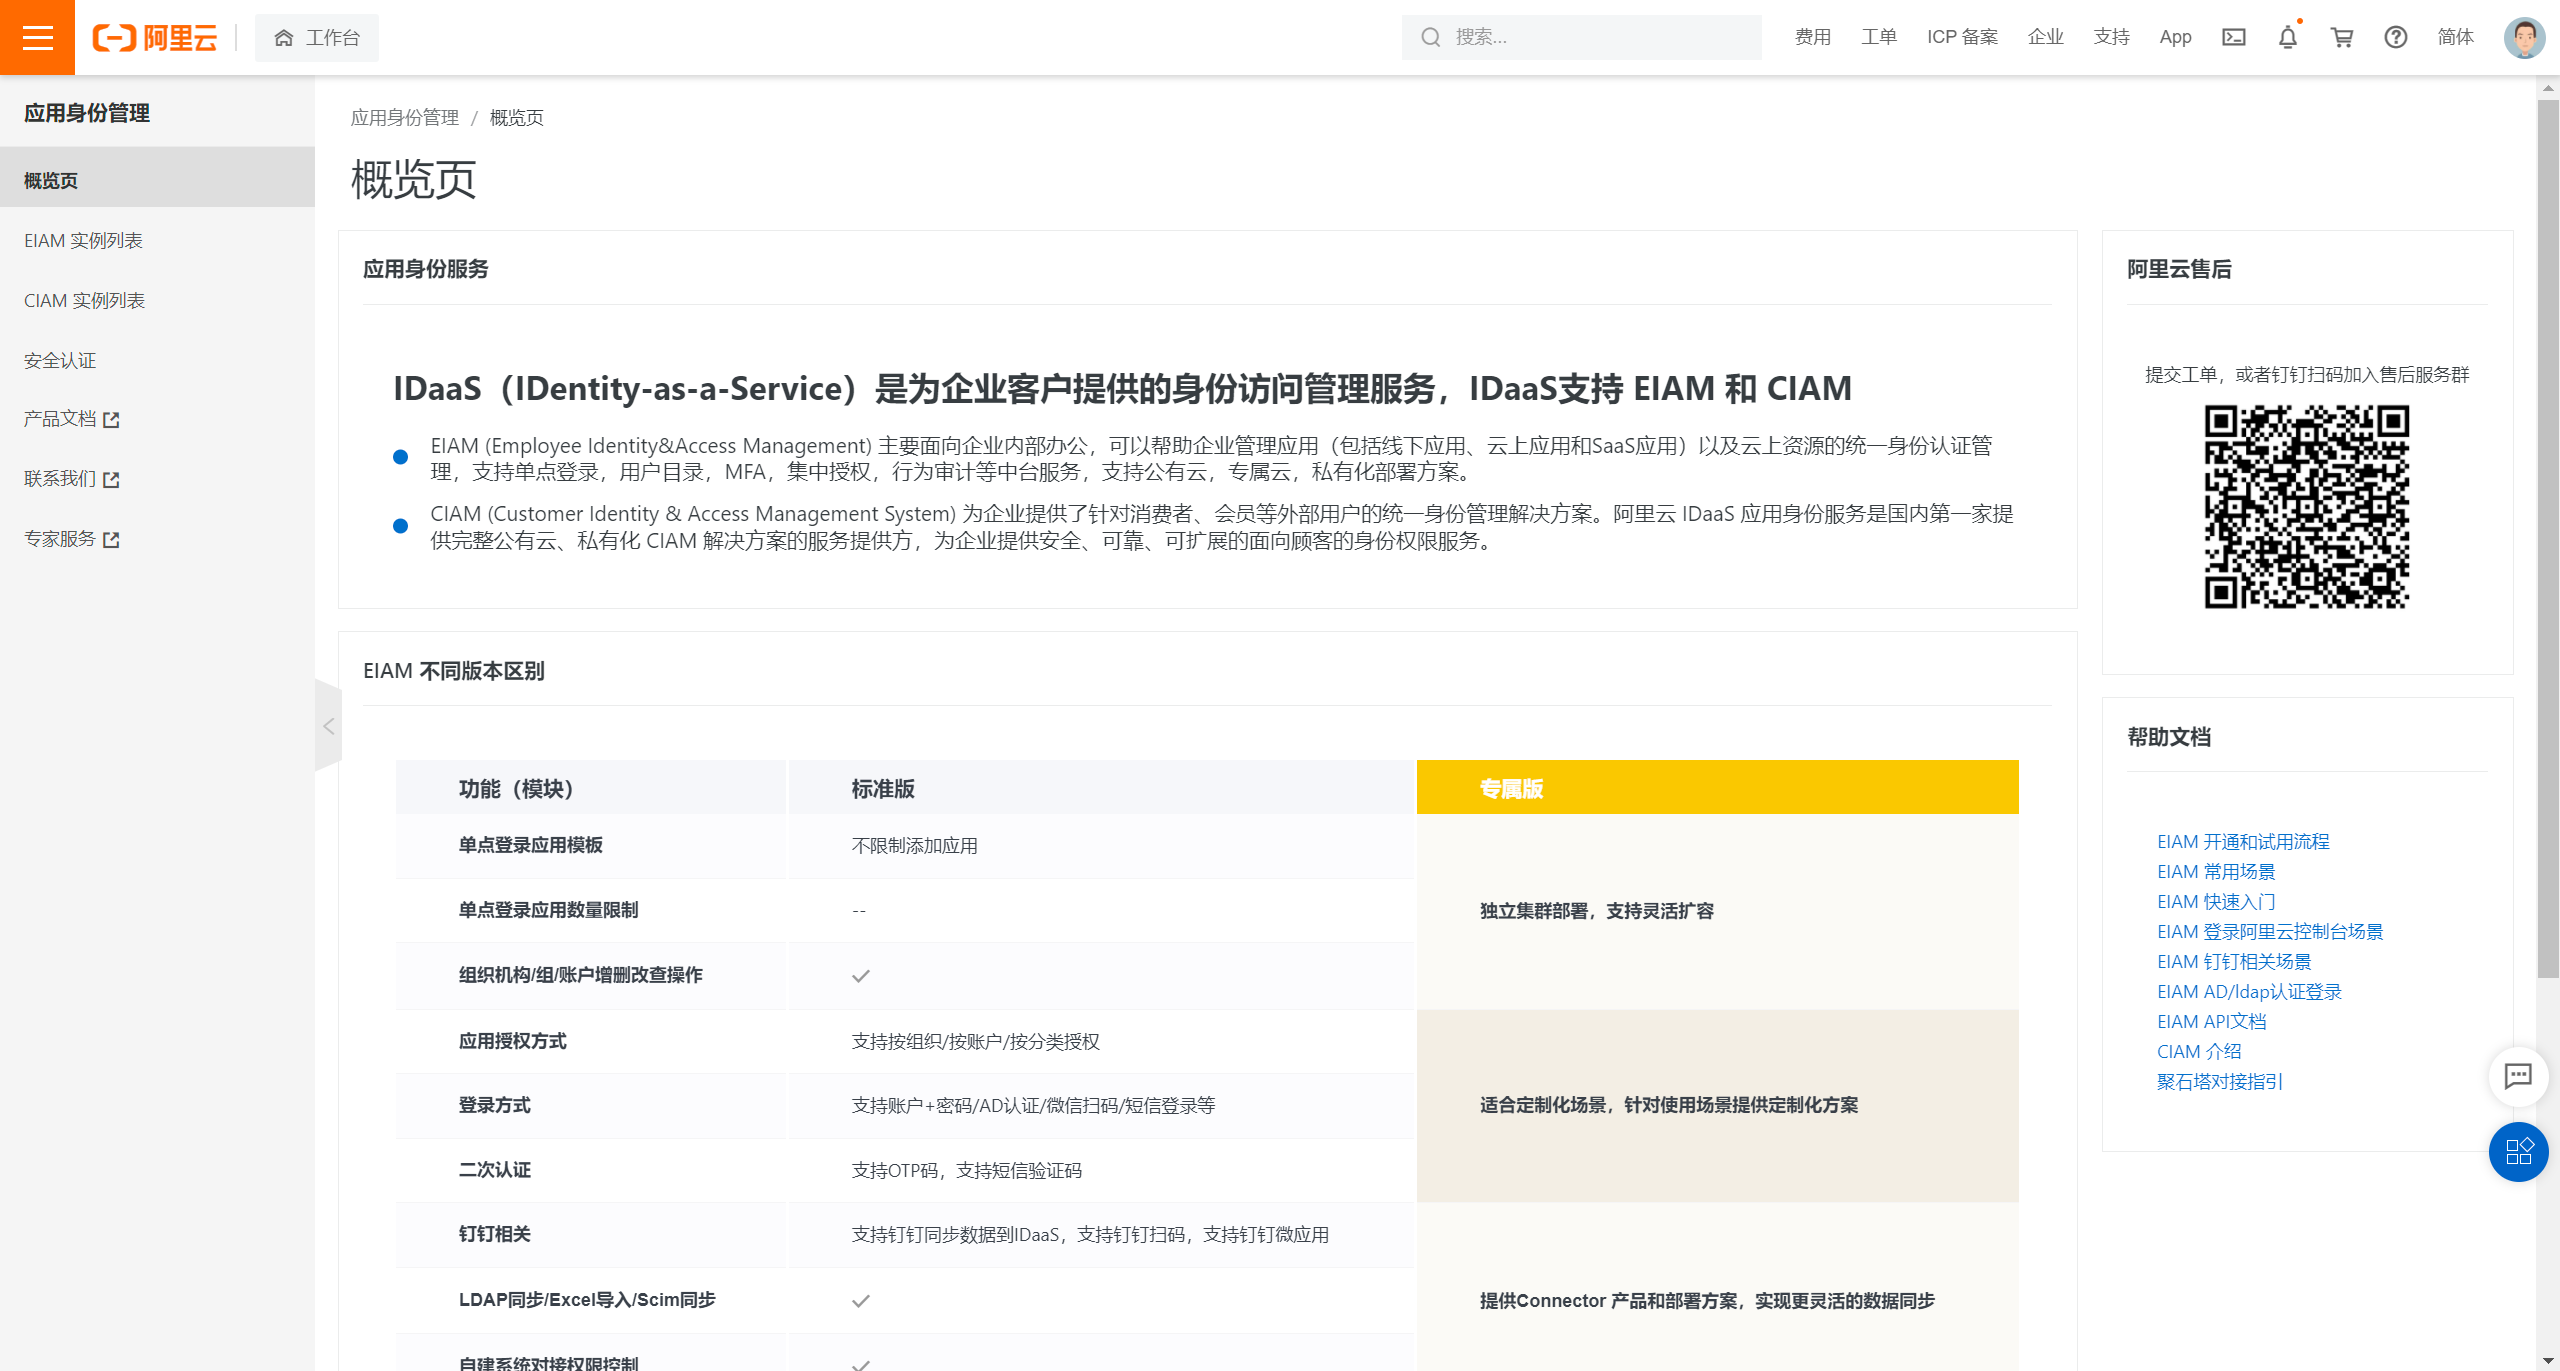 阿里云
工作台
搜索...
费用
工单
ICP 备案
企业
支持
App
简体
应用身份管理
概览页
EIAM 实例列表
CIAM 实例列表
安全认证
产品文档
联系我们
专家服务
应用身份管理 / 概览页
概览页
应用身份服务
IDaaS（IDentity-as-a-Service）是为企业客户提供的身份访问管理服务，IDaaS支持 EIAM 和 CIAM
EIAM (Employee Identity&Access Management) 主要面向企业内部办公，可以帮助企业管理应用（包括线下应用、云上应用和SaaS应用）以及云上资源的统一身份认证管
理，支持单点登录，用户目录，MFA，集中授权，行为审计等中台服务，支持公有云，专属云，私有化部署方案。
CIAM (Customer Identity & Access Management System) 为企业提供了针对消费者、会员等外部用户的统一身份管理解决方案。阿里云 IDaaS 应用身份服务是国内第一家提
供完整公有云、私有化 CIAM 解决方案的服务提供方，为企业提供安全、可靠、可扩展的面向顾客的身份权限服务。
EIAM 不同版本区别
功能（模块）
标准版
专属版
单点登录应用模板
不限制添加应用
单点登录应用数量限制
--
独立集群部署，支持灵活扩容
组织机构/组/账户增删改查操作
应用授权方式
支持按组织/按账户/按分类授权
登录方式
支持账户+密码/AD认证/微信扫码/短信登录等
适合定制化场景，针对使用场景提供定制化方案
二次认证
支持OTP码，支持短信验证码
钉钉相关
支持钉钉同步数据到IDaaS，支持钉钉扫码，支持钉钉微应用
LDAP同步/Excel导入/Scim同步
提供Connector 产品和部署方案，实现更灵活的数据同步
自建系统对接权限控制
阿里云售后
提交工单，或者钉钉扫码加入售后服务群
帮助文档
EIAM 开通和试用流程
EIAM 常用场景
EIAM 快速入门
EIAM 登录阿里云控制台场景
EIAM 钉钉相关场景
EIAM AD/ldap认证登录
EIAM API文档
CIAM 介绍
聚石塔对接指引